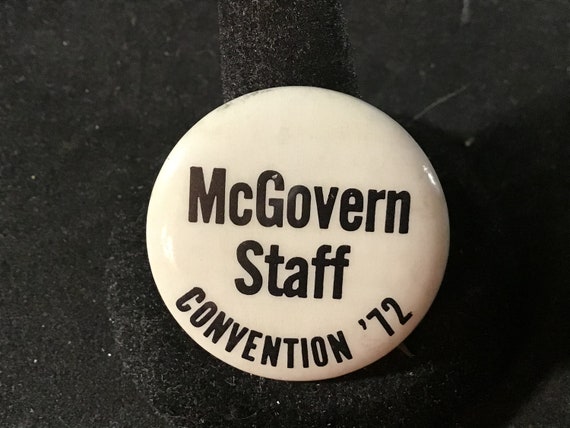 McGovern
Staff
CONVENTION '72